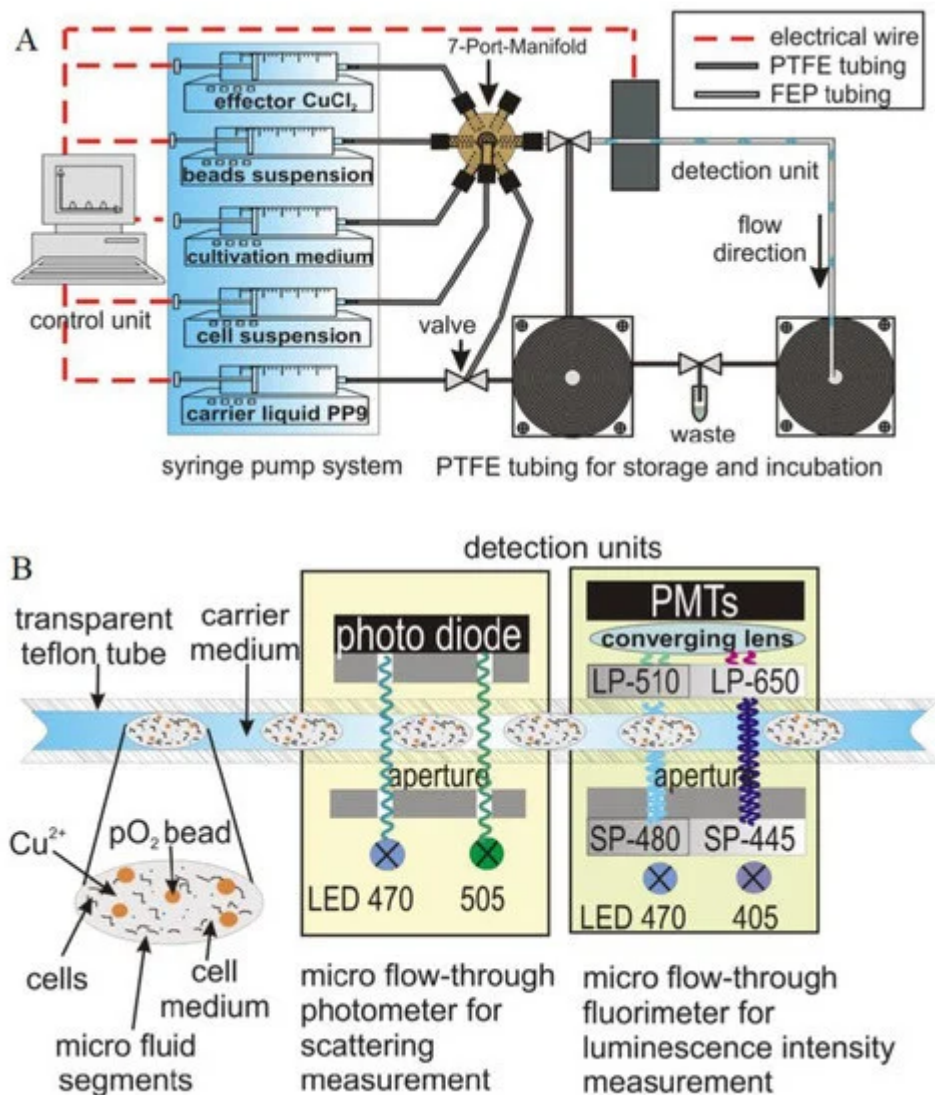 A
7-Port-Manifold
electrical wire
PTFE tubing
FEP tubing
effector CuCl₂
beads suspension
cultivation medium
cell suspension
carrier liquid PP9
control unit
detection unit
flow
direction
valve
waste
syringe pump system
PTFE tubing for storage and incubation
B
detection units
transparent
teflon tube
carrier
medium
photo diode
aperture
LED 470
505
PMTs
converging lens
LP-510
LP-650
aperture
SP-480
SP-445
LED 470
405
Cu²⁺
pO₂ bead
cells
cell
medium
micro fluid
segments
micro flow-through
photometer for
scattering
measurement
micro flow-through
fluorimeter for
luminescence intensity
measurement